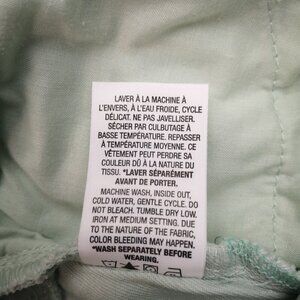 LAVER À LA MACHINE À
L'ENVERS, À L'EAU FROIDE, CYCLE
DÉLICAT. NE PAS JAVELLISER.
SÉCHER PAR CULBUTAGE À
BASSE TEMPÉRATURE. REPASSER
À TEMPÉRATURE MOYENNE. CE
VÊTEMENT PEUT PERDRE SA
COULEUR DÛ À LA NATURE DU
TISSU. *LAVER SÉPARÉMENT
AVANT DE PORTER.
MACHINE WASH, INSIDE OUT,
COLD WATER, GENTLE CYCLE. DO
NOT BLEACH. TUMBLE DRY LOW.
IRON AT MEDIUM SETTING. DUE
TO THE NATURE OF THE FABRIC,
COLOR BLEEDING MAY HAPPEN.
*WASH SEPARATELY BEFORE
WEARING.